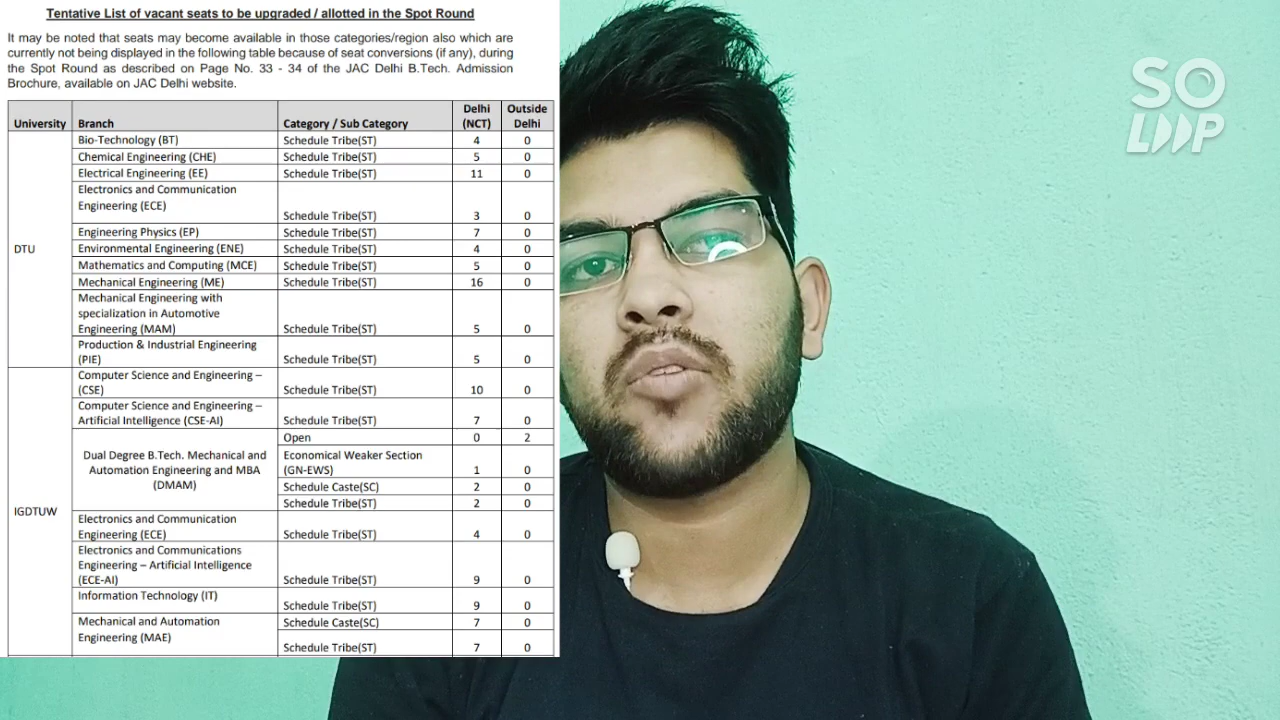 Tentative List of vacant seats to be upgraded / allotted in the Spot Round
It may be noted that seats may become available in those categories/region also which are
currently not being displayed in the following table because of seat conversions (if any), during
the Spot Round as described on Page No. 33 - 34 of the JAC Delhi B.Tech. Admission
Brochure, available on JAC Delhi website.
University Branch Category / Sub Category Delhi (NCT) Outside Delhi
Bio-Technology (BT) Schedule Tribe(ST) 4 0
Chemical Engineering (CHE) Schedule Tribe(ST) 5 0
Electrical Engineering (EE) Schedule Tribe(ST) 11 0
Electronics and Communication
Engineering (ECE)
Schedule Tribe(ST) 3 0
Engineering Physics (EP) Schedule Tribe(ST) 7 0
DTU Environmental Engineering (ENE) Schedule Tribe(ST) 4 0
Mathematics and Computing (MCE) Schedule Tribe(ST) 5 0
Mechanical Engineering (ME) Schedule Tribe(ST) 16 0
Mechanical Engineering with
specialization in Automotive
Engineering (MAM) Schedule Tribe(ST) 5 0
Production & Industrial Engineering
(PIE) Schedule Tribe(ST) 5 0
Computer Science and Engineering –
(CSE) Schedule Tribe(ST) 10 0
Computer Science and Engineering –
Artificial Intelligence (CSE-AI) Schedule Tribe(ST) 7 0
Open 0 2
Dual Degree B.Tech. Mechanical and
Automation Engineering and MBA
(DMAM)
Economical Weaker Section
(GN-EWS) 1 0
Schedule Caste(SC) 2 0
Schedule Tribe(ST) 2 0
IGDTUW
Electronics and Communication
Engineering (ECE) Schedule Tribe(ST) 4 0
Electronics and Communications
Engineering – Artificial Intelligence
(ECE-AI) Schedule Tribe(ST) 9 0
Information Technology (IT)
Schedule Tribe(ST) 9 0
Mechanical and Automation Schedule Caste(SC) 7 0
Engineering (MAE)
Schedule Tribe(ST) 7 0
SO
LOOP